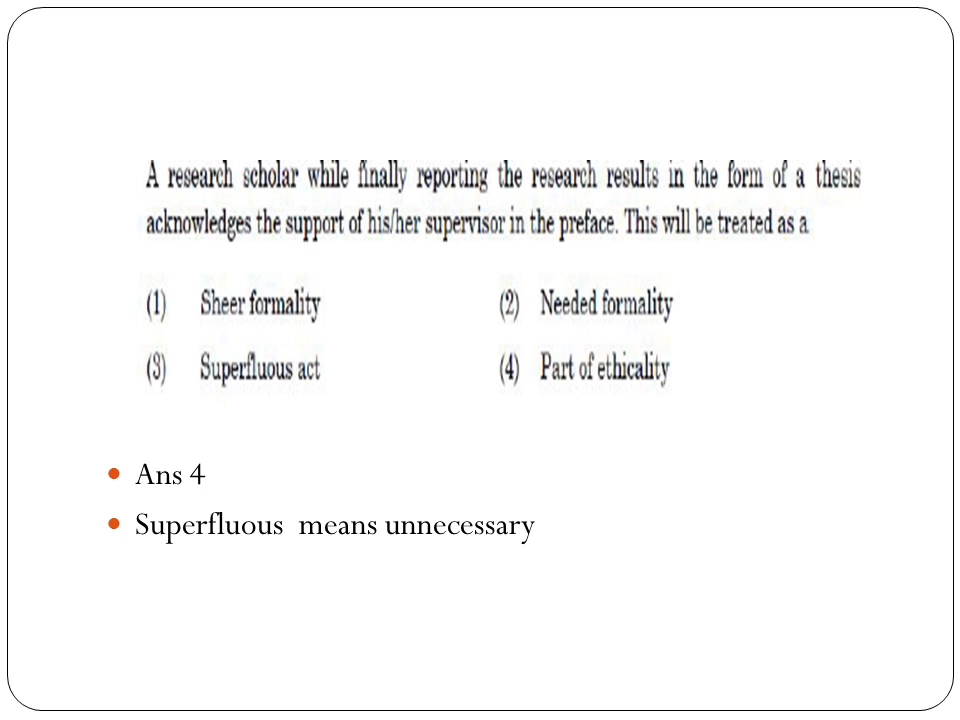 A research scholar while finally reporting the research results in the form of a thesis
acknowledges the support of his/her supervisor in the preface. This will be treated as a
(1) Sheer formality (2) Needed formality
(3) Superfluous act (4) Part of ethicality
• Ans 4
• Superfluous means unnecessary